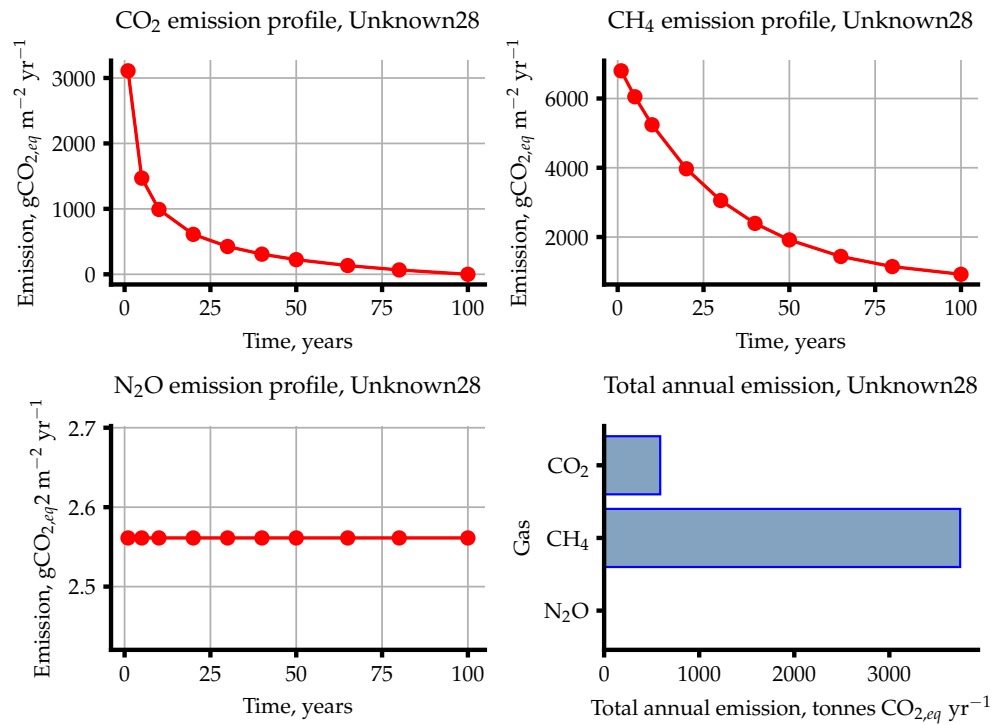 CO₂ emission profile, Unknown28
Emission, gCO₂,eq m⁻² yr⁻¹
3000
2000
1000
0
0 25 50 75 100
Time, years
CH₄ emission profile, Unknown28
Emission, gCO₂,eq m⁻² yr⁻¹
6000
4000
2000
0 25 50 75 100
Time, years
N₂O emission profile, Unknown28
Emission, gCO₂,eq2 m⁻² yr⁻¹
2.7
2.6
2.5
0 25 50 75 100
Time, years
Total annual emission, Unknown28
Gas
CO₂
CH₄
N₂O
0 1000 2000 3000
Total annual emission, tonnes CO₂,eq yr⁻¹